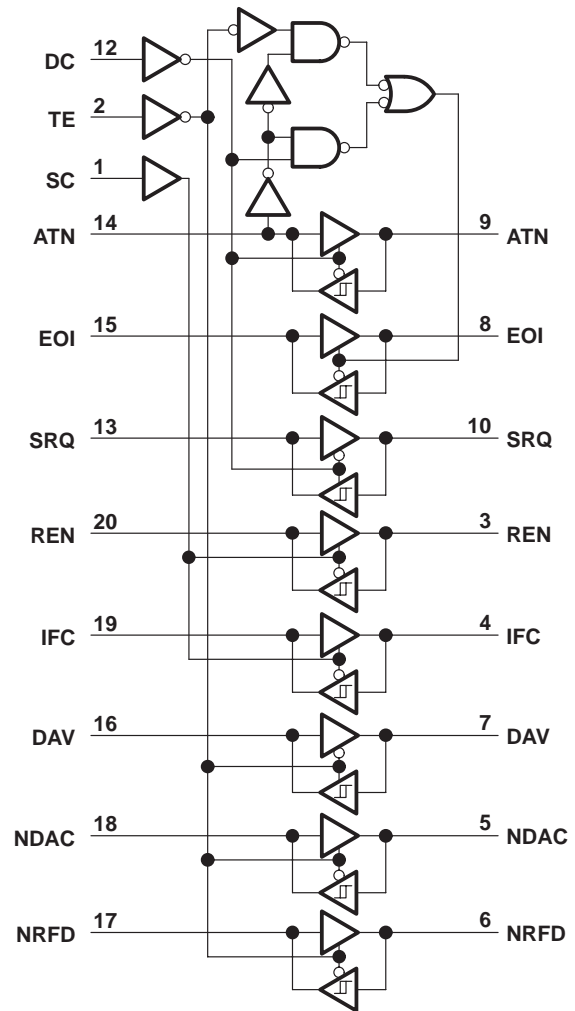 DC 12
TE 2
SC 1
ATN 14 9 ATN
EOI 15 8 EOI
SRQ 13 10 SRQ
REN 20 3 REN
IFC 19 4 IFC
DAV 16 7 DAV
NDAC 18 5 NDAC
NRFD 17 6 NRFD